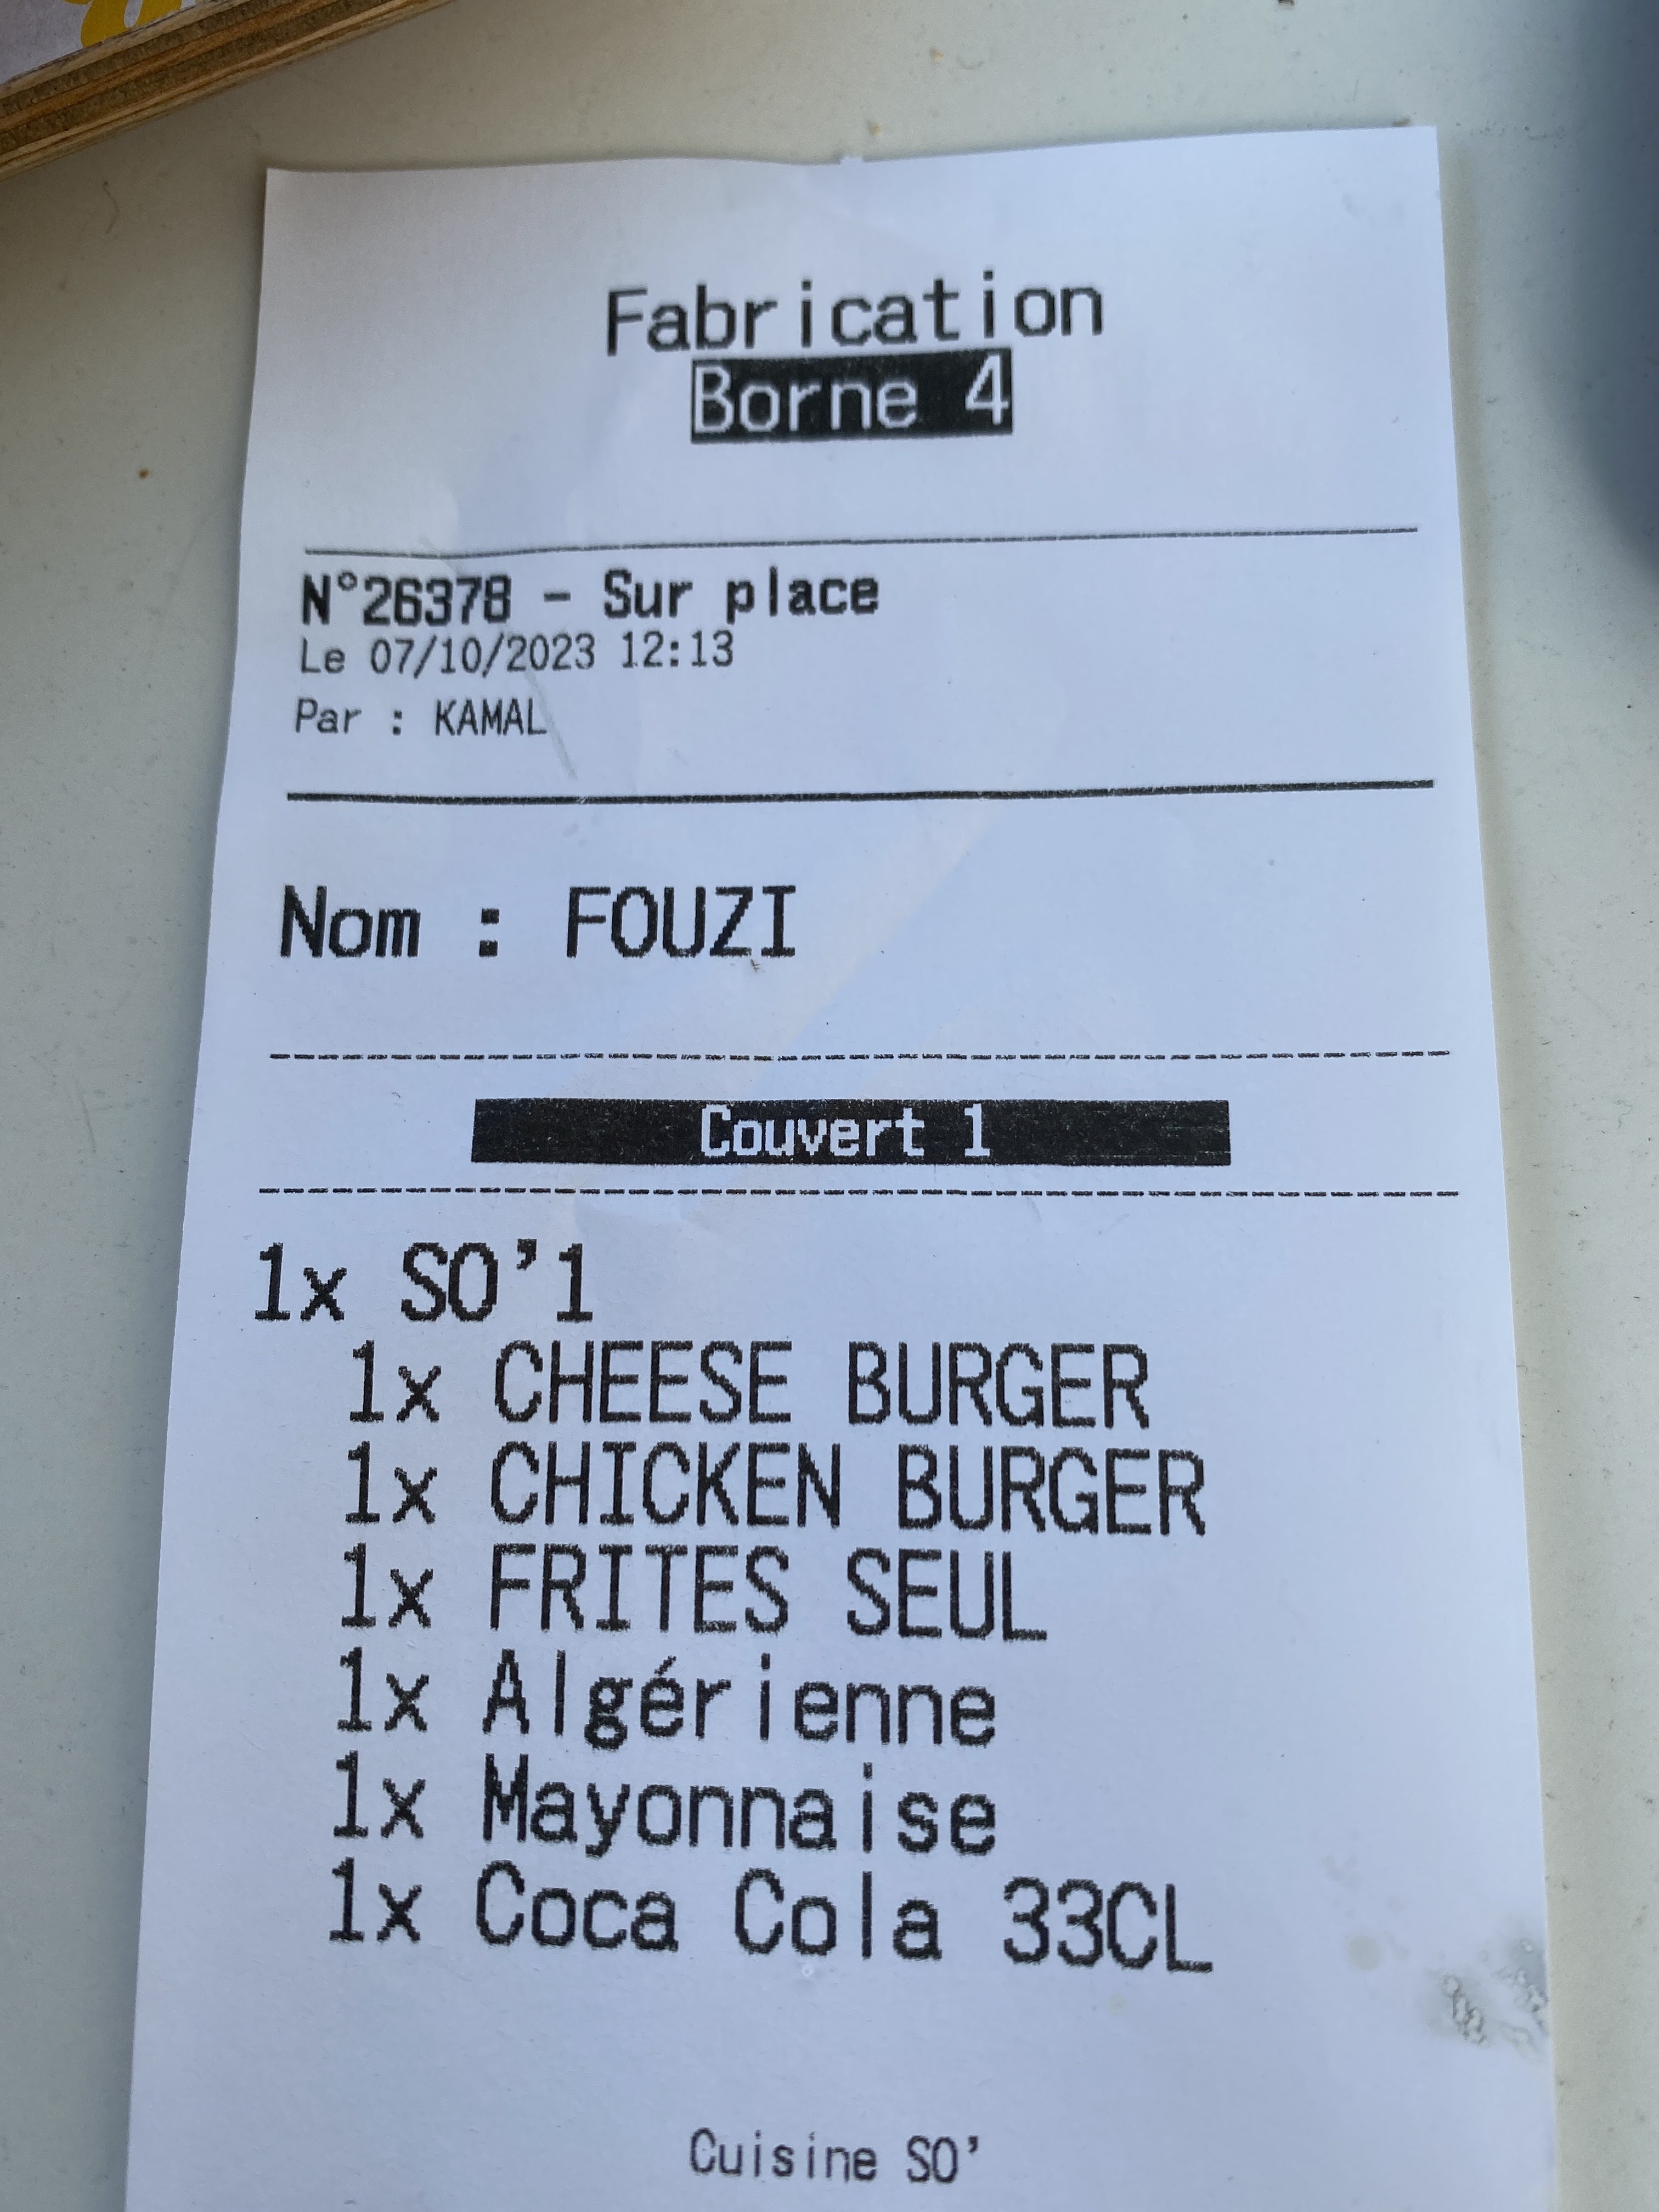 Fabrication
Borne 4
N°26378 - Sur place
Le 07/10/2023 12:13
Par : KAMAL
Nom : FOUZI
Couvert 1
1x SO'1
1x CHEESE BURGER
1x CHICKEN BURGER
1x FRITES SEUL
1x Algérienne
1x Mayonnaise
1x Coca Cola 33CL
Cuisine SO'